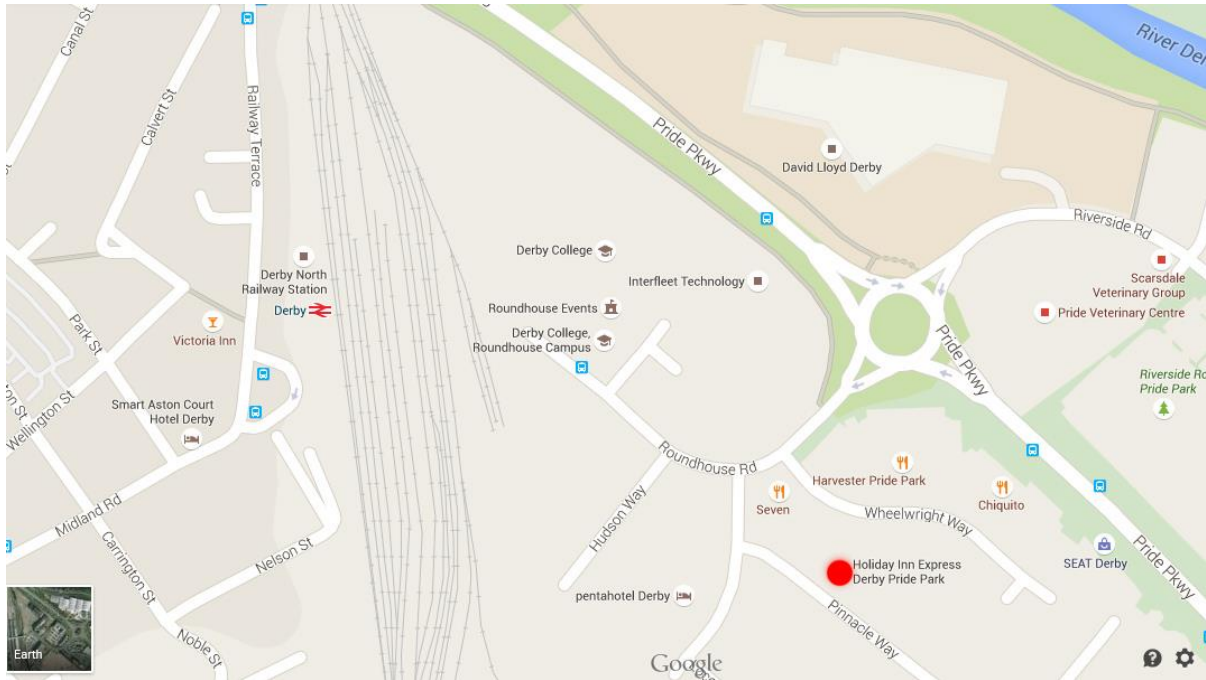 Canal St
Calvert St
Railway Terrace
Pride Pkwy
River Der
David Lloyd Derby
Riverside Rd
Derby College
Derby North
Railway Station
Derby
Interfleet Technology
Scarsdale
Veterinary Group
Roundhouse Events
Pride Veterinary Centre
Park St
Victoria Inn
Derby College,
Roundhouse Campus
Pride Pkwy
Riverside Rd
Pride Park
Smart Aston Court
Hotel Derby
Wellington St
Roundhouse Rd
Harvester Pride Park
Seven
Chiquito
Midland Rd
Hudson Way
Wheelwright Way
Carrington St
Nelson St
SEAT Derby
Pride Pkwy
Holiday Inn Express
Derby Pride Park
pentahotel Derby
Pinnacle Way
Noble St
Earth
Google